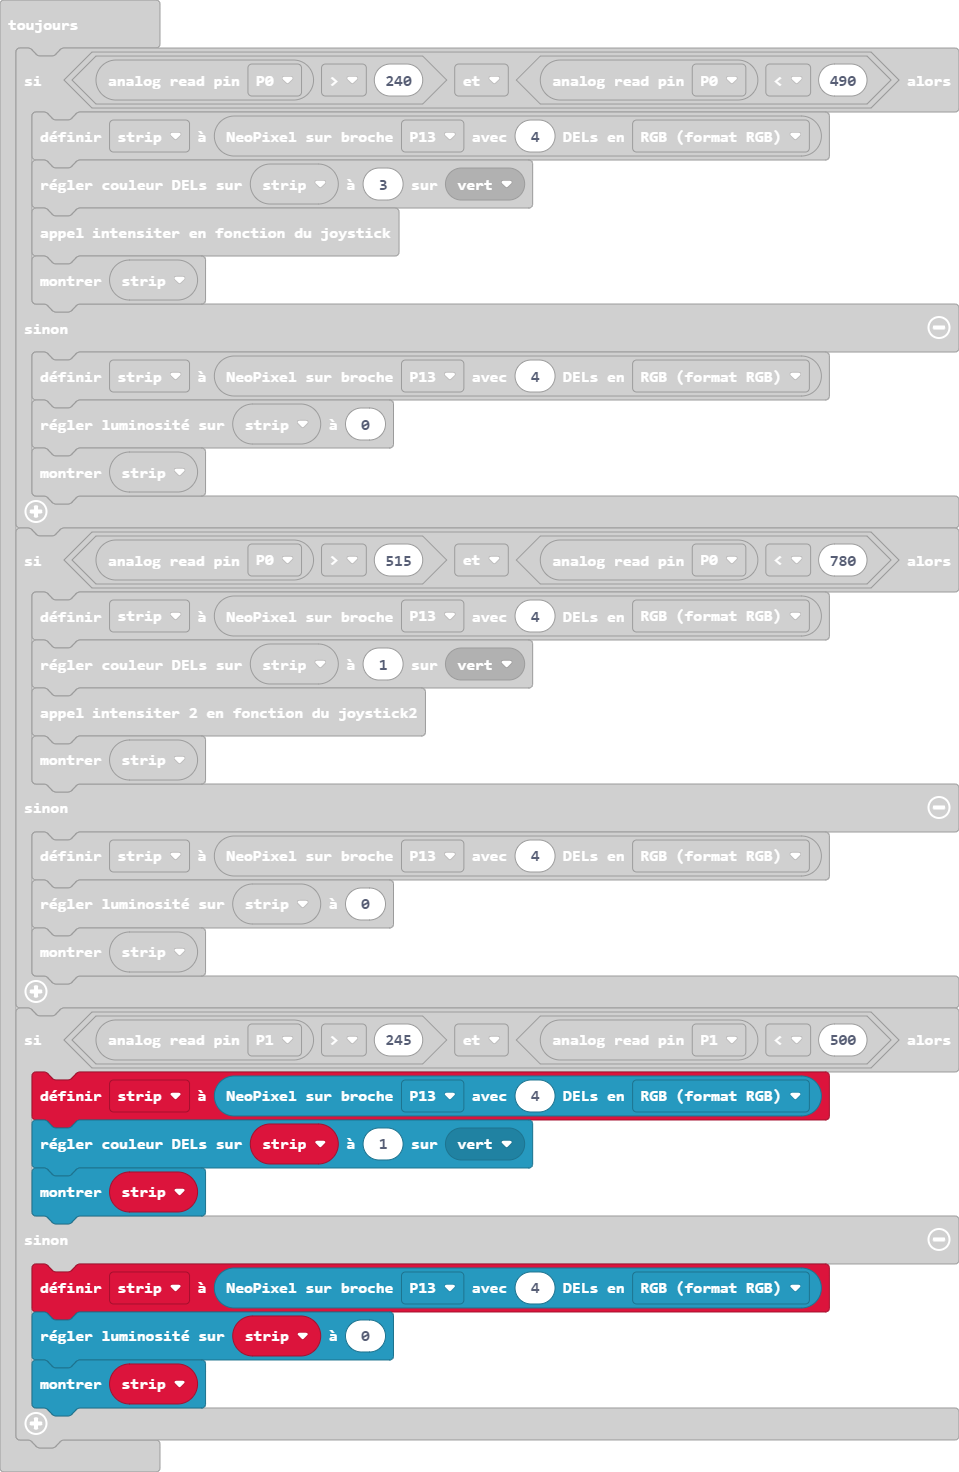 toujours
si analog read pin P0 > 240 et analog read pin P0 < 490 alors
définir strip à NeoPixel sur broche P13 avec 4 DELs en RGB (format RGB)
régler couleur DELs sur strip à 3 sur vert
appel intensiter en fonction du joystick
montrer strip
sinon
définir strip à NeoPixel sur broche P13 avec 4 DELs en RGB (format RGB)
régler luminosité sur strip à 0
montrer strip
si analog read pin P0 > 515 et analog read pin P0 < 780 alors
définir strip à NeoPixel sur broche P13 avec 4 DELs en RGB (format RGB)
régler couleur DELs sur strip à 1 sur vert
appel intensiter 2 en fonction du joystick2
montrer strip
sinon
définir strip à NeoPixel sur broche P13 avec 4 DELs en RGB (format RGB)
régler luminosité sur strip à 0
montrer strip
si analog read pin P1 > 245 et analog read pin P1 < 500 alors
définir strip à NeoPixel sur broche P13 avec 4 DELs en RGB (format RGB)
régler couleur DELs sur strip à 1 sur vert
montrer strip
sinon
définir strip à NeoPixel sur broche P13 avec 4 DELs en RGB (format RGB)
régler luminosité sur strip à 0
montrer strip